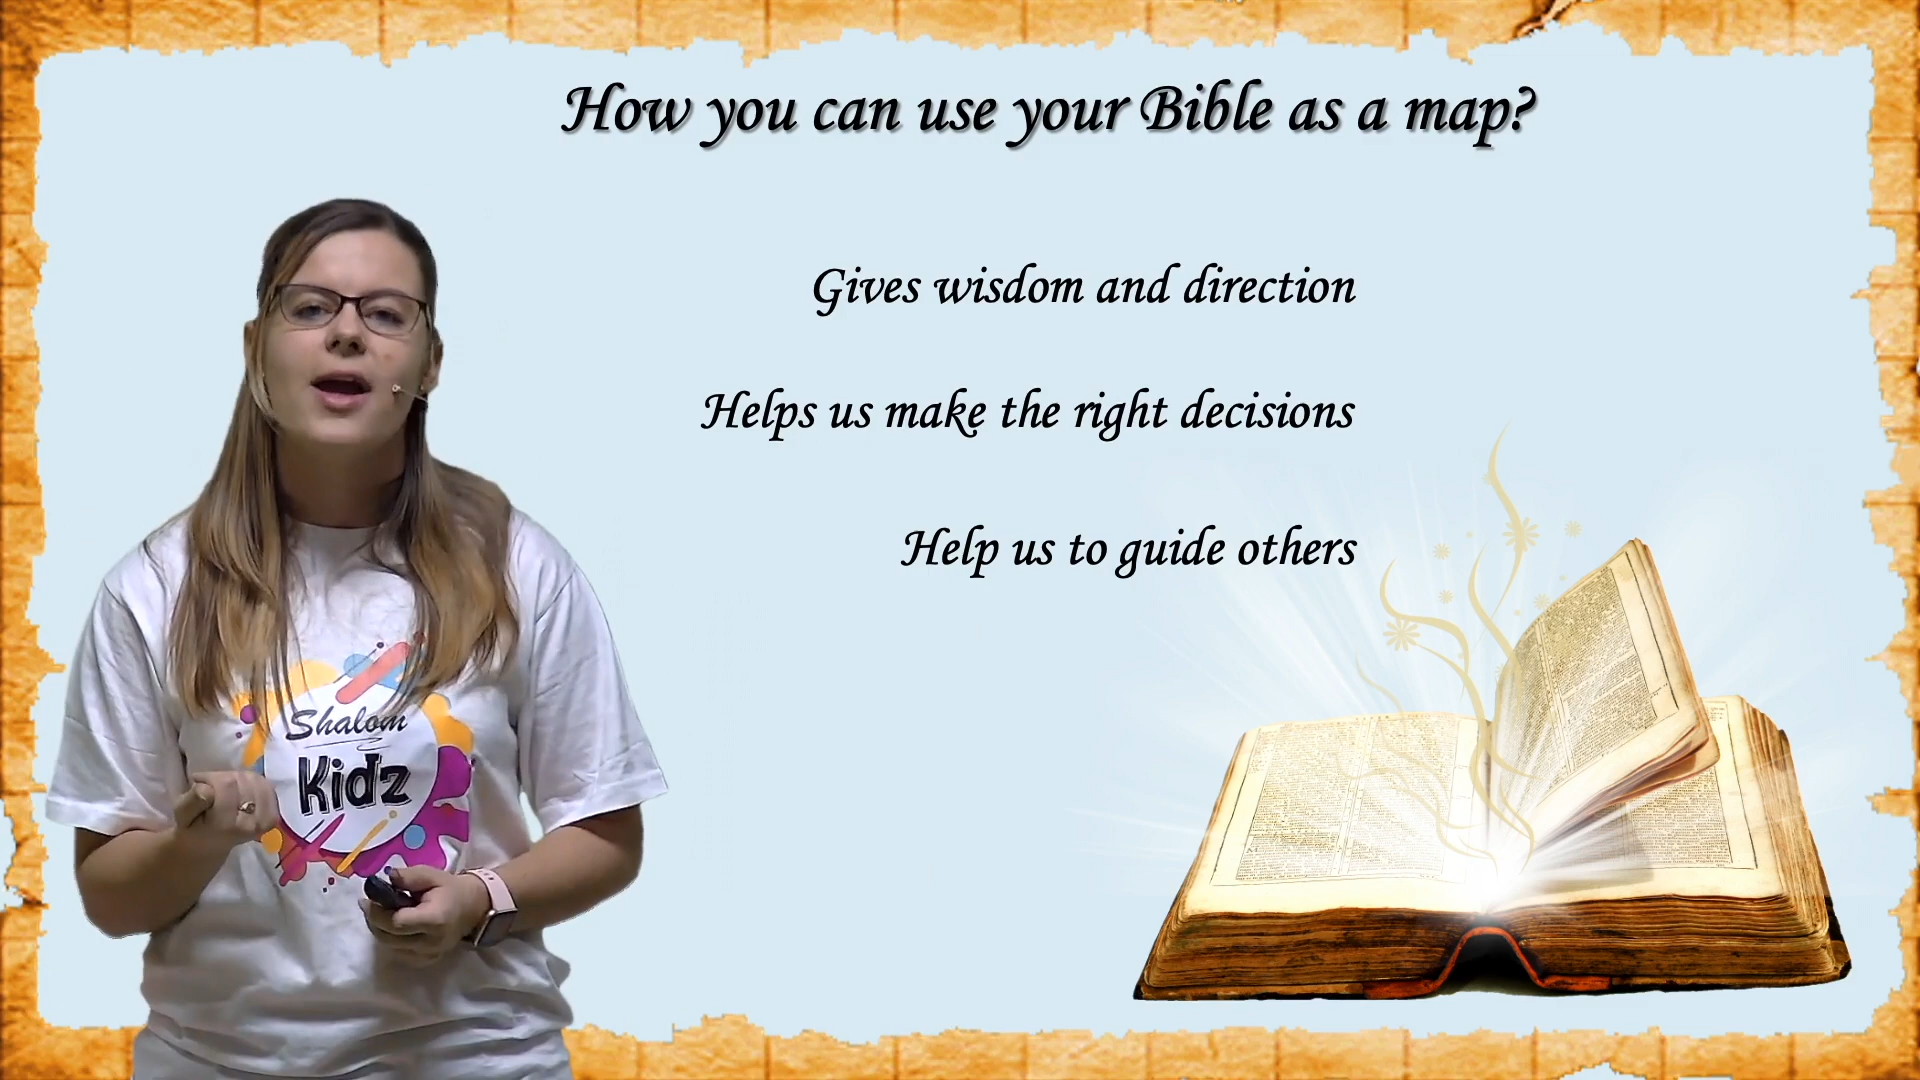 How you can use your Bible as a map?
Gives wisdom and direction
Helps us make the right decisions
Help us to guide others
Shalom
Kidz